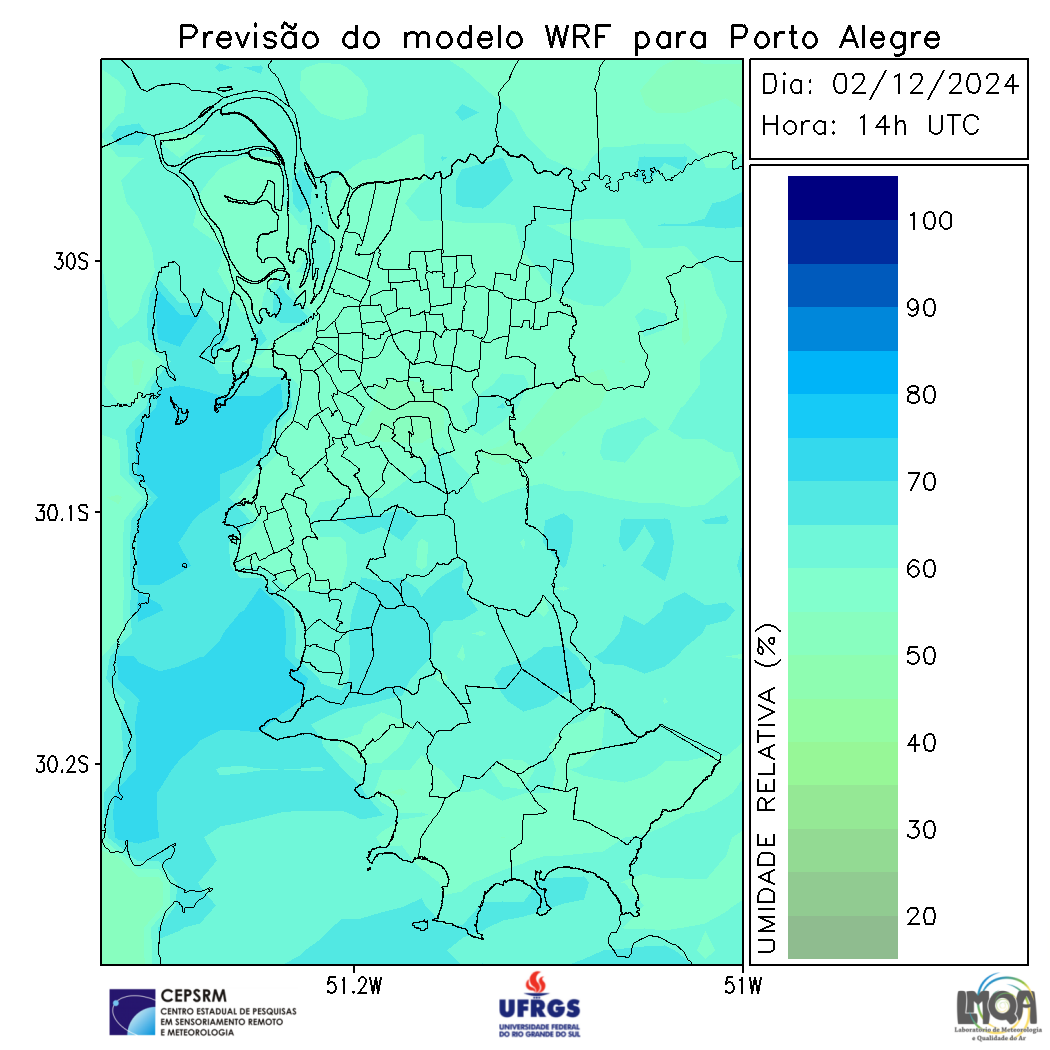 Previsão do modelo WRF para Porto Alegre
Dia: 02/12/2024
Hora: 14h UTC
100
90
80
70
60
50
40
30
20
UMIDADE RELATIVA (%)
30S
30.1S
30.2S
51.2W
51W
CEPSRM
CENTRO ESTADUAL DE PESQUISAS
EM SENSORIAMENTO REMOTO
E METEOROLOGIA
UFRGS
UNIVERSIDADE FEDERAL
DO RIO GRANDE DO SUL
LMQA
Laboratório de Meteorologia
e Qualidade do Ar